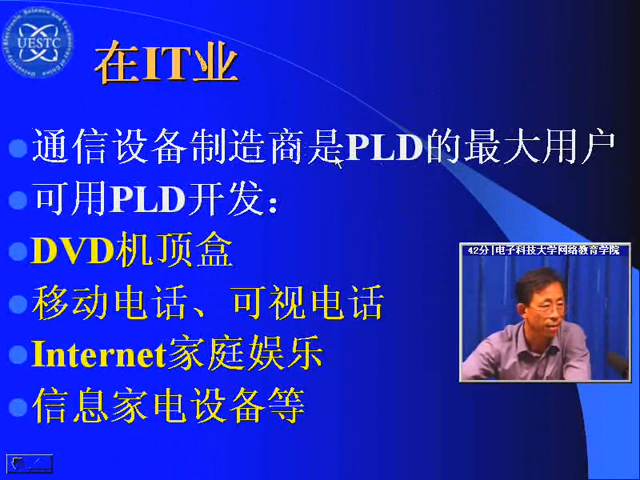 UESTC
在IT业
通信设备制造商是PLD的最大用户
可用PLD开发：
DVD机顶盒
移动电话、可视电话
Internet家庭娱乐
信息家电设备等
42分|电子科技大学网络教育学院